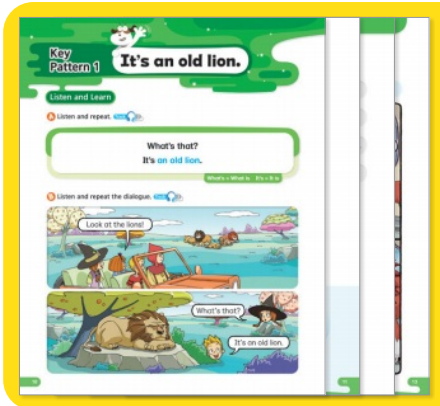 Key
Pattern 1
It's an old lion.
Listen and Learn
A Listen and repeat.
What's that?
It's an old lion.
What's = What is It's = It is
B Listen and repeat the dialogue.
Look at the lions!
What's that?
It's an old lion.